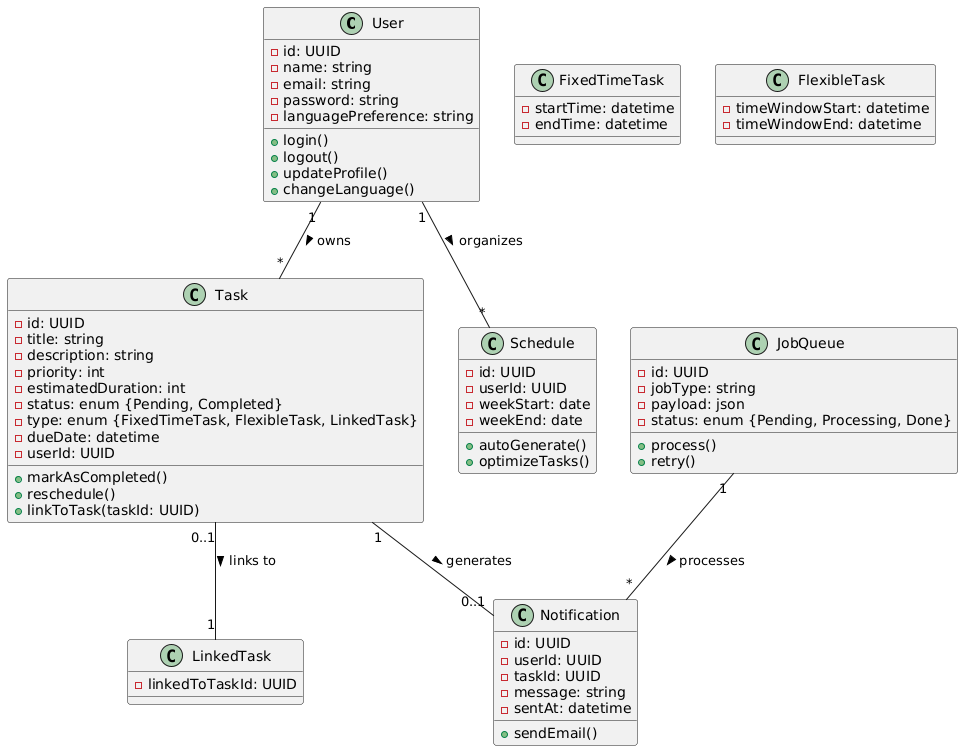 C User
id: UUID
name: string
email: string
password: string
languagePreference: string
login()
logout()
updateProfile()
changeLanguage()
C FixedTimeTask
startTime: datetime
endTime: datetime
C FlexibleTask
timeWindowStart: datetime
timeWindowEnd: datetime
1
owns
*
1
organizes
*
C Task
id: UUID
title: string
description: string
priority: int
estimatedDuration: int
status: enum {Pending, Completed}
type: enum {FixedTimeTask, FlexibleTask, LinkedTask}
dueDate: datetime
userId: UUID
markAsCompleted()
reschedule()
linkToTask(taskId: UUID)
C Schedule
id: UUID
userId: UUID
weekStart: date
weekEnd: date
autoGenerate()
optimizeTasks()
C JobQueue
id: UUID
jobType: string
payload: json
status: enum {Pending, Processing, Done}
process()
retry()
0..1
links to
1
1
generates
0..1
1
processes
*
C LinkedTask
linkedToTaskId: UUID
C Notification
id: UUID
userId: UUID
taskId: UUID
message: string
sentAt: datetime
sendEmail()